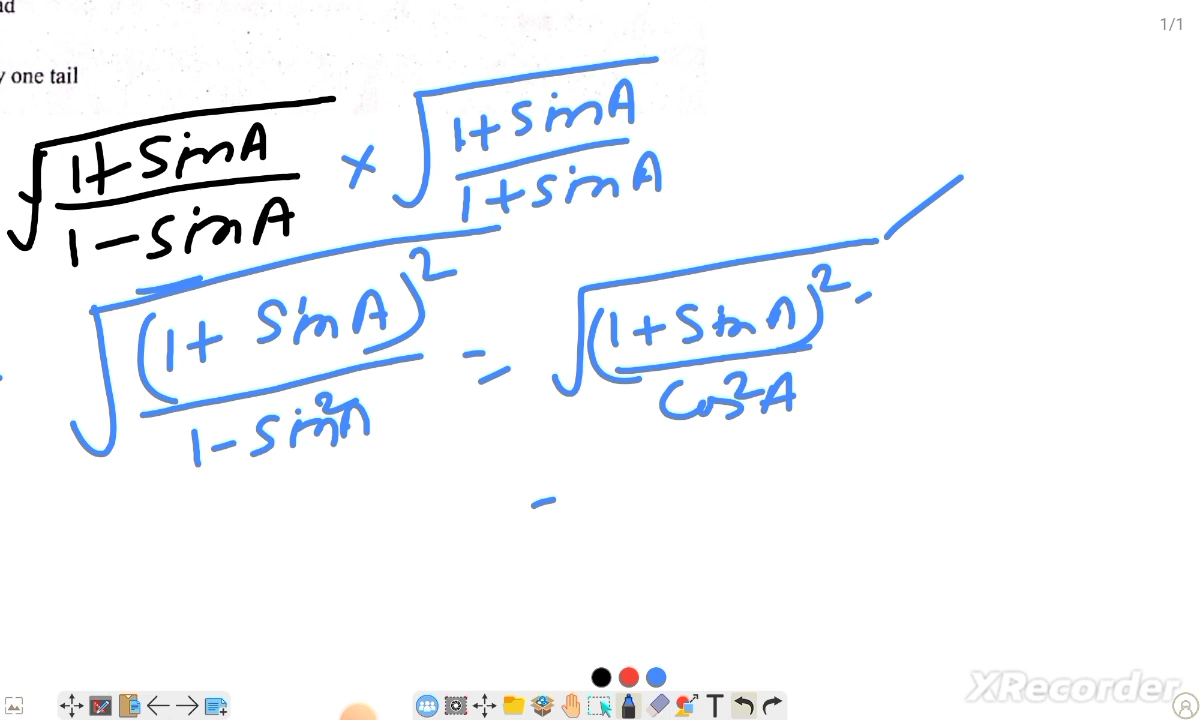 nd
1/1
y one tail
√(1+SinA / 1-SinA) × √(1+SinA / 1+SinA)
√((1+SinA)² / 1-Sin²A) = √((1+SinA)² / Cos²A) -
-
XRecorder
T